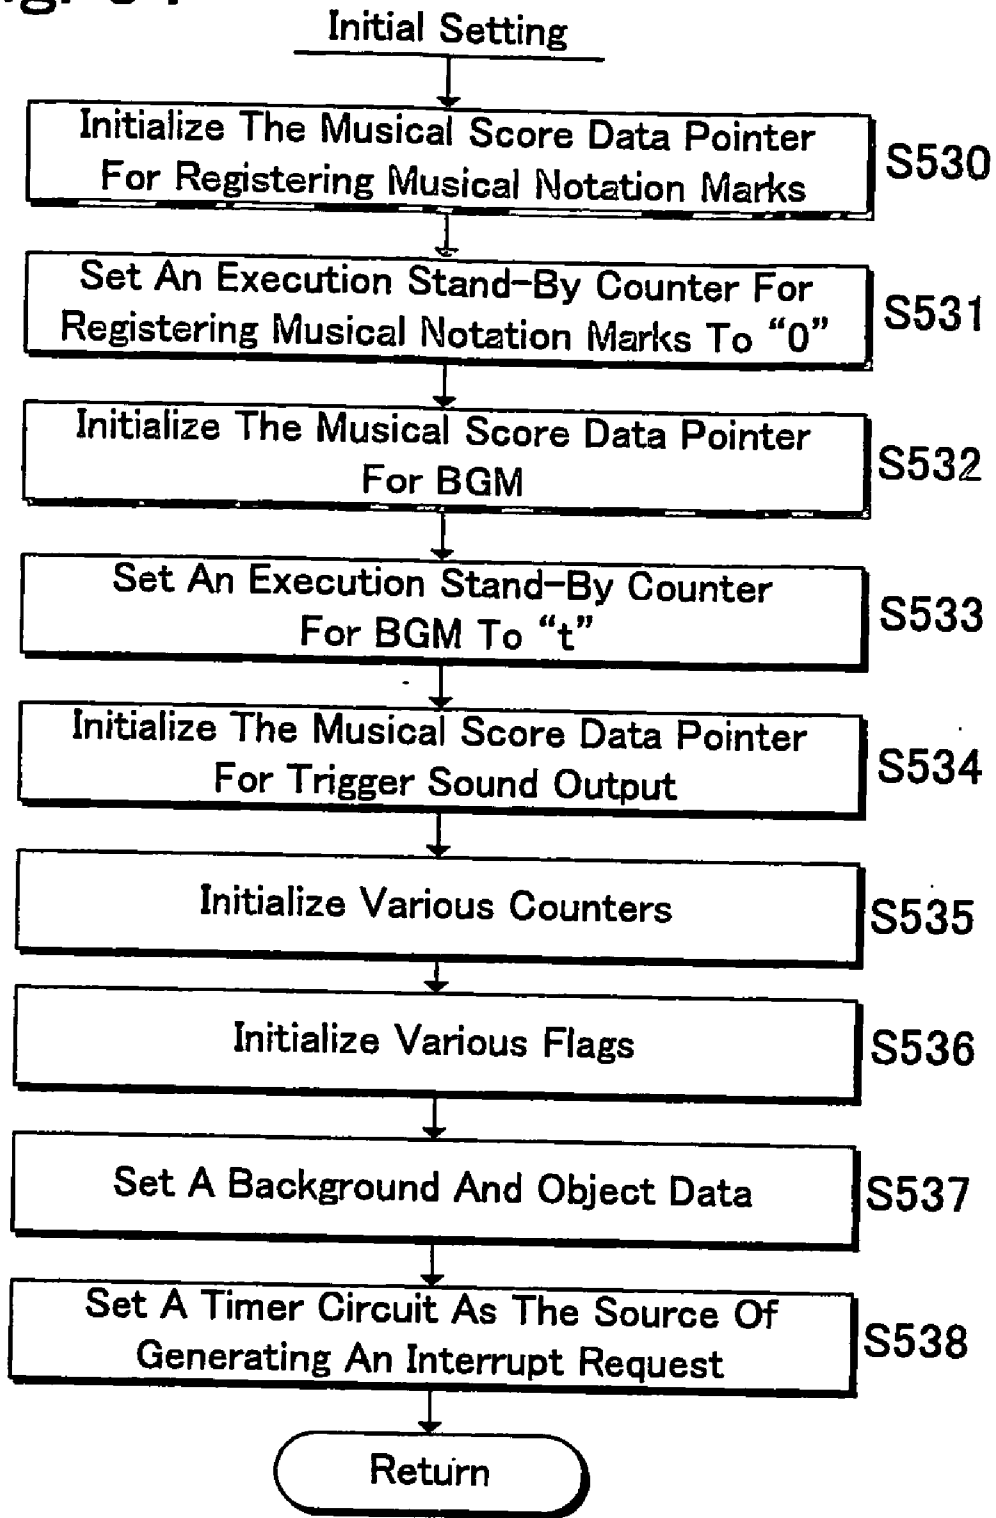 Initial Setting
Initialize The Musical Score Data Pointer
For Registering Musical Notation Marks
S530
Set An Execution Stand-By Counter For
Registering Musical Notation Marks To “0”
S531
Initialize The Musical Score Data Pointer
For BGM
S532
Set An Execution Stand-By Counter
For BGM To “t”
S533
Initialize The Musical Score Data Pointer
For Trigger Sound Output
S534
Initialize Various Counters
S535
Initialize Various Flags
S536
Set A Background And Object Data
S537
Set A Timer Circuit As The Source Of
Generating An Interrupt Request
S538
Return